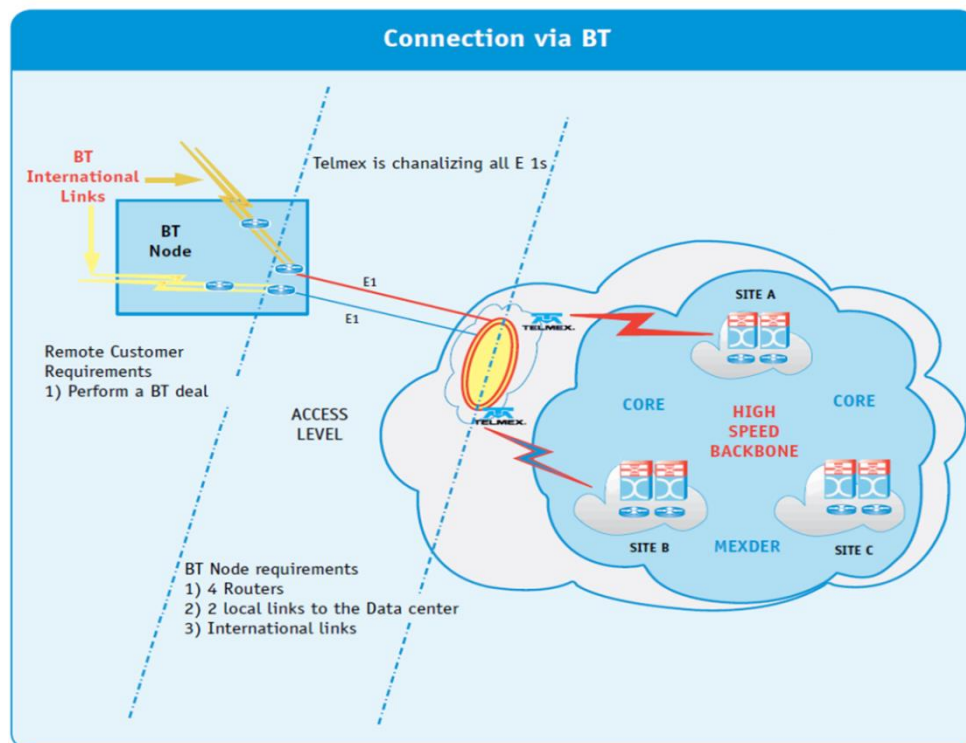 Connection via BT
BT
International
Links
Telmex is chanalizing all E 1s
BT
Node
E1
E1
SITE A
TELMEX.
Remote Customer
Requirements
1) Perform a BT deal
ACCESS
LEVEL
TELMEX.
CORE
HIGH
SPEED
BACKBONE
CORE
SITE B
MEXDER
SITE C
BT Node requirements
1) 4 Routers
2) 2 local links to the Data center
3) International links